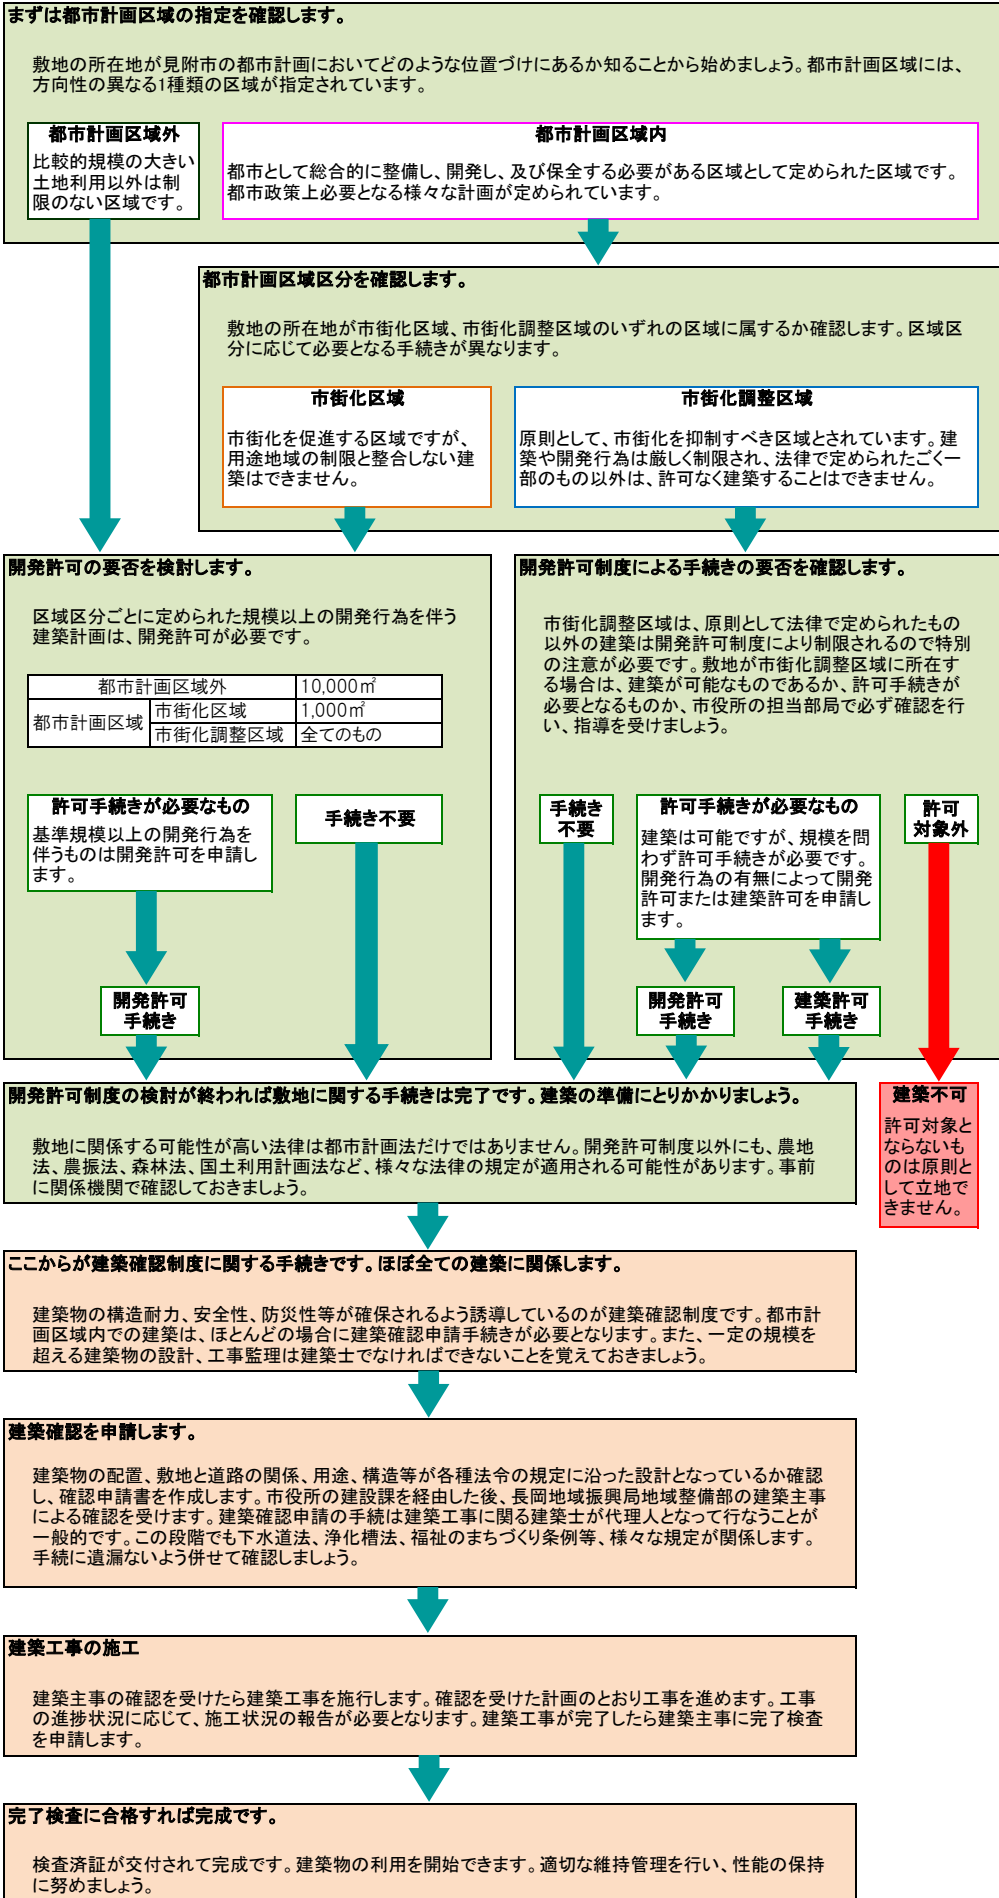 まずは都市計画区域の指定を確認します。
敷地の所在地が見附市の都市計画においてどのような位置づけにあるか知ることから始めましょう。都市計画区域には、
方向性の異なる1種類の区域が指定されています。
都市計画区域外
比較的規模の大きい
土地利用以外は制
限のない区域です。
都市計画区域内
都市として総合的に整備し、開発し、及び保全する必要がある区域として定められた区域です。
都市政策上必要となる様々な計画が定められています。
都市計画区域区分を確認します。
敷地の所在地が市街化区域、市街化調整区域のいずれの区域に属するか確認します。区域区
分に応じて必要となる手続きが異なります。
市街化区域
市街化を促進する区域ですが、
用途地域の制限と整合しない建
築はできません。
市街化調整区域
原則として、市街化を抑制すべき区域とされています。建
築や開発行為は厳しく制限され、法律で定められたごく一
部のもの以外は、許可なく建築することはできません。
開発許可の要否を検討します。
区域区分ごとに定められた規模以上の開発行為を伴う
建築計画は、開発許可が必要です。
都市計画区域外 10,000㎡
都市計画区域 市街化区域 1,000㎡
市街化調整区域 全てのもの
許可手続きが必要なもの
基準規模以上の開発行為を
伴うものは開発許可を申請し
ます。
手続き不要
開発許可
手続き
開発許可制度による手続きの要否を確認します。
市街化調整区域は、原則として法律で定められたもの
以外の建築は開発許可制度により制限されるので特別
の注意が必要です。敷地が市街化調整区域に所在す
る場合は、建築が可能なものであるか、許可手続きが
必要となるものか、市役所の担当部局で必ず確認を行
い、指導を受けましょう。
手続き
不要
許可手続きが必要なもの
建築は可能ですが、規模を問
わず許可手続きが必要です。
開発行為の有無によって開発
許可または建築許可を申請し
ます。
許可
対象外
開発許可
手続き
建築許可
手続き
開発許可制度の検討が終われば敷地に関する手続きは完了です。建築の準備にとりかかりましょう。
敷地に関係する可能性が高い法律は都市計画法だけではありません。開発許可制度以外にも、農地
法、農振法、森林法、国土利用計画法など、様々な法律の規定が適用される可能性があります。事前
に関係機関で確認しておきましょう。
建築不可
許可対象と
ならないも
のは原則と
して立地で
きません。
ここからが建築確認制度に関する手続きです。ほぼ全ての建築に関係します。
建築物の構造耐力、安全性、防災性等が確保されるよう誘導しているのが建築確認制度です。都市計
画区域内での建築は、ほとんどの場合に建築確認申請手続きが必要となります。また、一定の規模を
超える建築物の設計、工事監理は建築士でなければできないことを覚えておきましょう。
建築確認を申請します。
建築物の配置、敷地と道路の関係、用途、構造等が各種法令の規定に沿った設計となっているか確認
し、確認申請書を作成します。市役所の建設課を経由した後、長岡地域振興局地域整備部の建築主事
による確認を受けます。建築確認申請の手続は建築工事に関る建築士が代理人となって行なうことが
一般的です。この段階でも下水道法、浄化槽法、福祉のまちづくり条例等、様々な規定が関係します。
手続に遺漏ないよう併せて確認しましょう。
建築工事の施工
建築主事の確認を受けたら建築工事を施行します。確認を受けた計画のとおり工事を進めます。工事
の進捗状況に応じて、施工状況の報告が必要となります。建築工事が完了したら建築主事に完了検査
を申請します。
完了検査に合格すれば完成です。
検査済証が交付されて完成です。建築物の利用を開始できます。適切な維持管理を行い、性能の保持
に努めましょう。